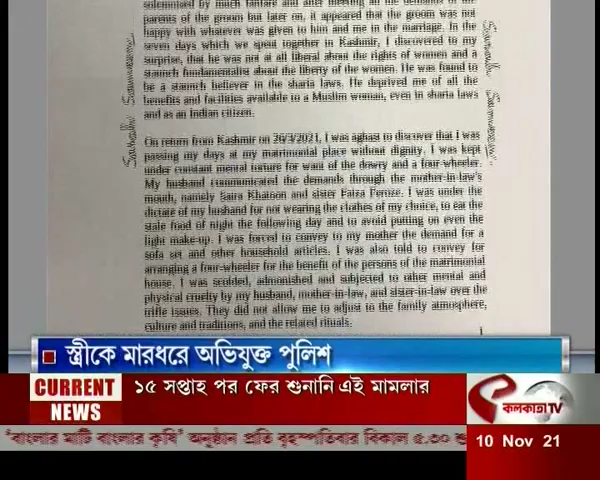 solemnized by much fanfare and after meeting all the demands of the
parents of the groom but later on, it appeared that the groom was not
happy with whatever was given to him and me in the marriage. In the
seven days which we spent together in Kashmir, I discovered to my
surprise, that he was not at all liberal about the rights of women and a
staunch fundamentalist about the liberty of the women. He was found to
be a staunch believer in the sharia laws. He deprived me of all the
benefits and facilities available to a Muslim woman, even in sharia laws
and as an Indian citizen.
On return from Kashmir on 26/3/2021, I was aghast to discover that I was
passing my days at my matrimonial place without dignity. I was kept
under constant mental torture for want of the dowry and a four wheeler.
My husband communicated the demands through the mother-in-law's
mouth, namely Saira Khatoon and sister Faiza Feroze. I was under the
dictate of my husband for not wearing the clothes of my choice, to eat the
stale food of night the following day and to avoid putting on even the
light make-up. I was forced to convey to my mother the demand for a
sofa set and other household articles. I was also told to convey for
arranging a four-wheeler for the benefit of the persons of the matrimonial
house. I was scolded, admonished and subjected to other mental and
physical cruelty by my husband, mother-in-law, and sister-in-law over the
trifle issues. They did not allow me to adjust to the family atmosphere,
culture and traditions, and the related rituals.
1
স্ত্রীকে মারধরে অভিযুক্ত পুলিশ
CURRENT NEWS
১৫ সপ্তাহ পর ফের শুনানি এই মামলার
কলকাতা TV
"বাংলার মাটি বাংলার কৃষি" অনুষ্ঠান প্রতি বৃহস্পতিবার বিকাল ৫.৩০
10 Nov 21